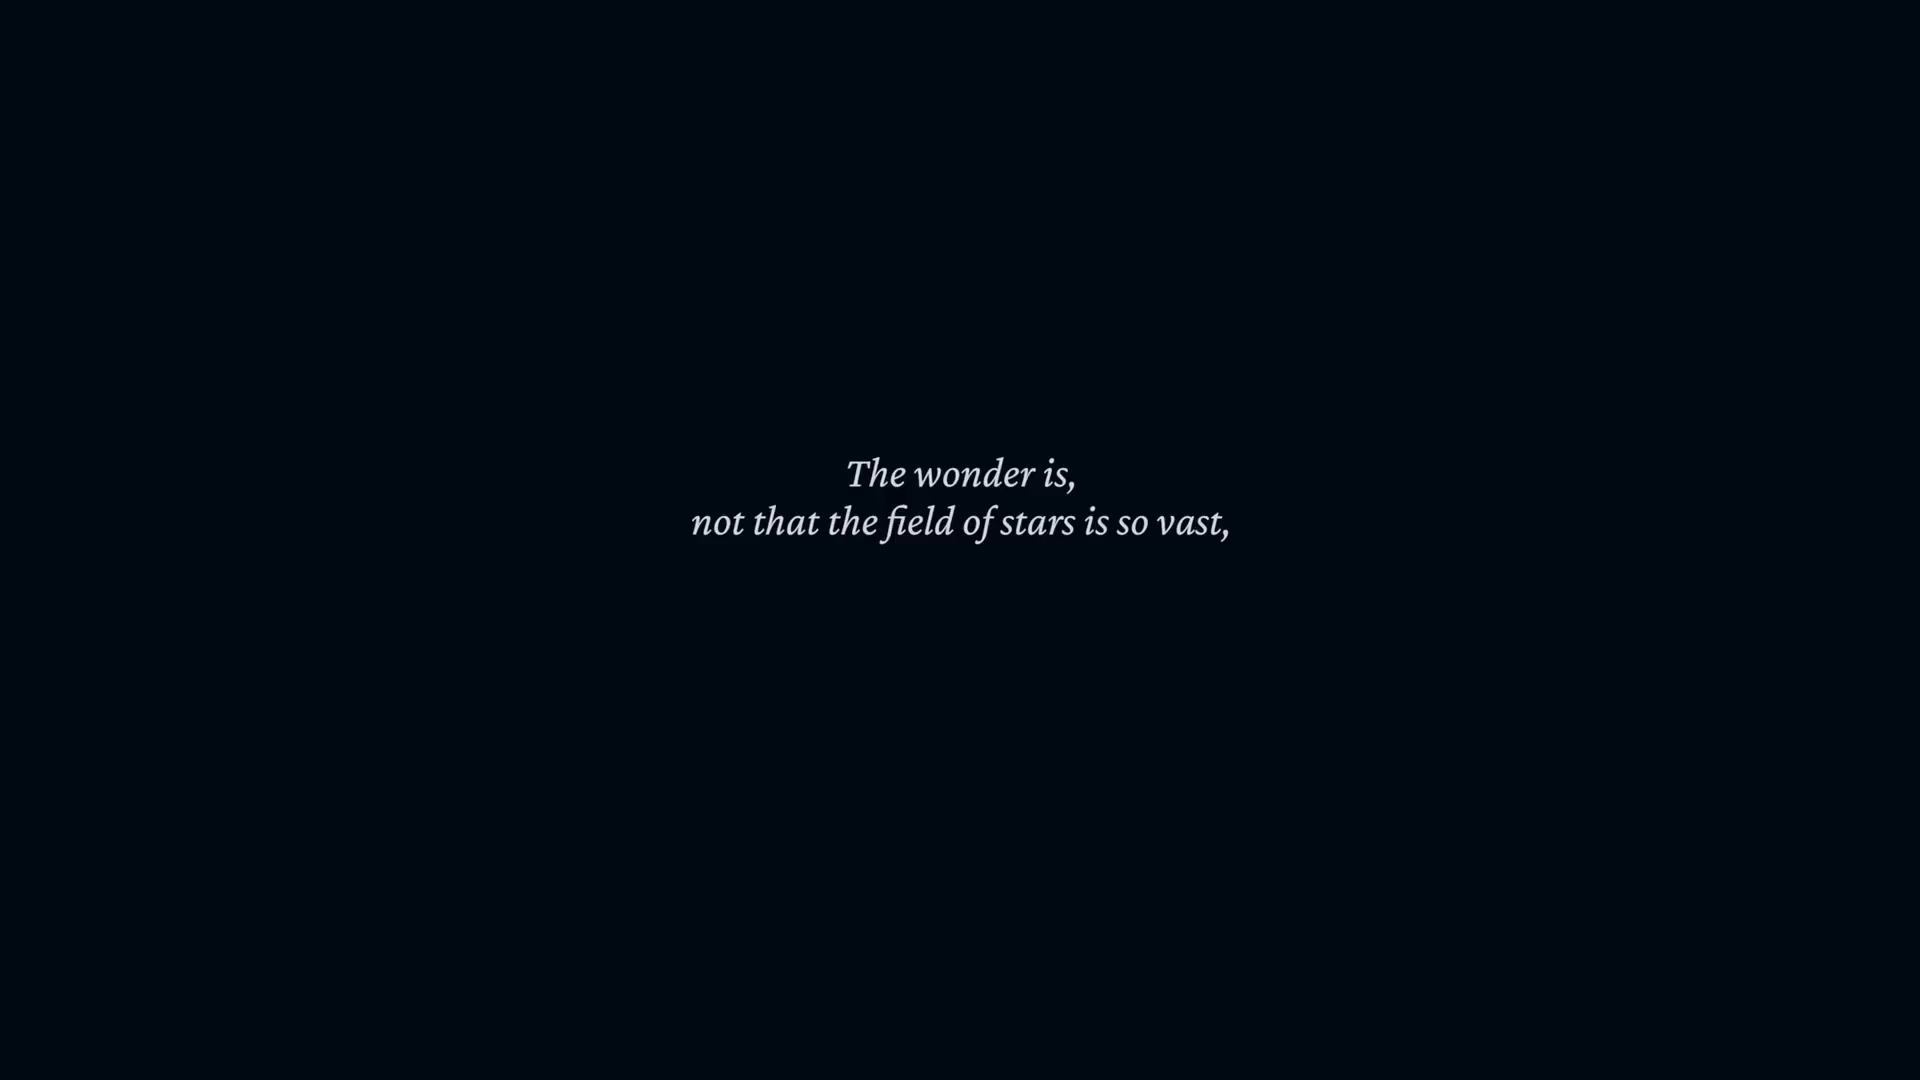 The wonder is,
not that the field of stars is so vast,